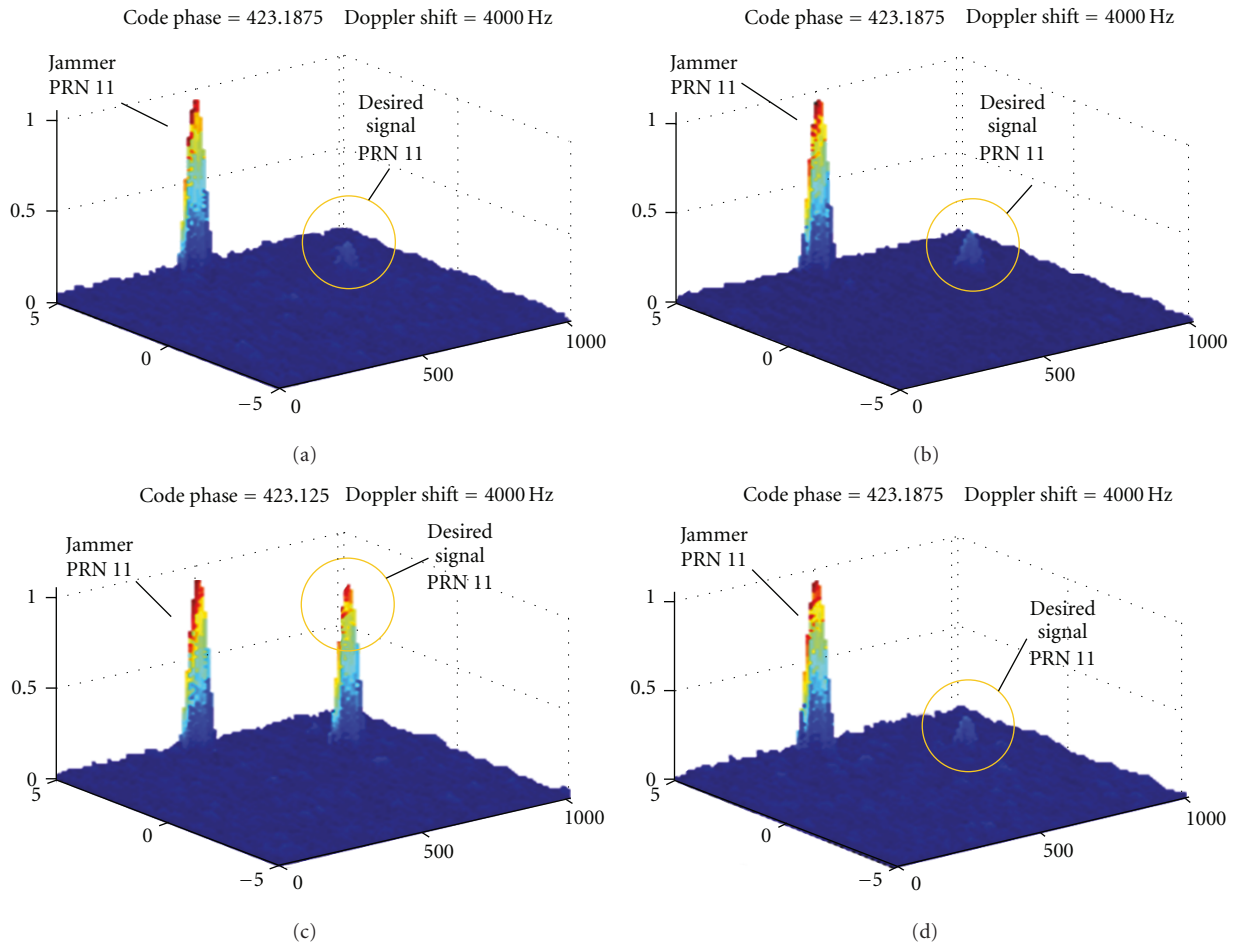 Code phase = 423.1875 Doppler shift = 4000 Hz
Jammer
PRN 11
Desired
signal
PRN 11
1
0.5
0
5
0
−5
0
500
1000
(a)
Code phase = 423.1875 Doppler shift = 4000 Hz
Jammer
PRN 11
Desired
signal
PRN 11
1
0.5
0
5
0
−5
0
500
1000
(b)
Code phase = 423.125 Doppler shift = 4000 Hz
Jammer
PRN 11
Desired
signal
PRN 11
1
0.5
0
5
0
−5
0
500
1000
(c)
Code phase = 423.1875 Doppler shift = 4000 Hz
Jammer
PRN 11
Desired
signal
PRN 11
1
0.5
0
5
0
−5
0
500
1000
(d)